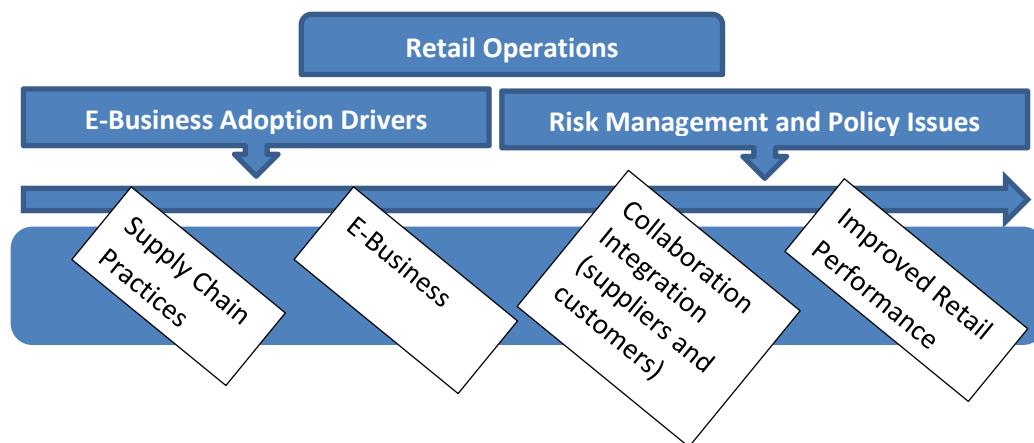 Retail Operations
E-Business Adoption Drivers
Risk Management and Policy Issues
Supply Chain
Practices
E-Business
Collaboration
Integration
(suppliers and
customers)
Improved Retail
Performance